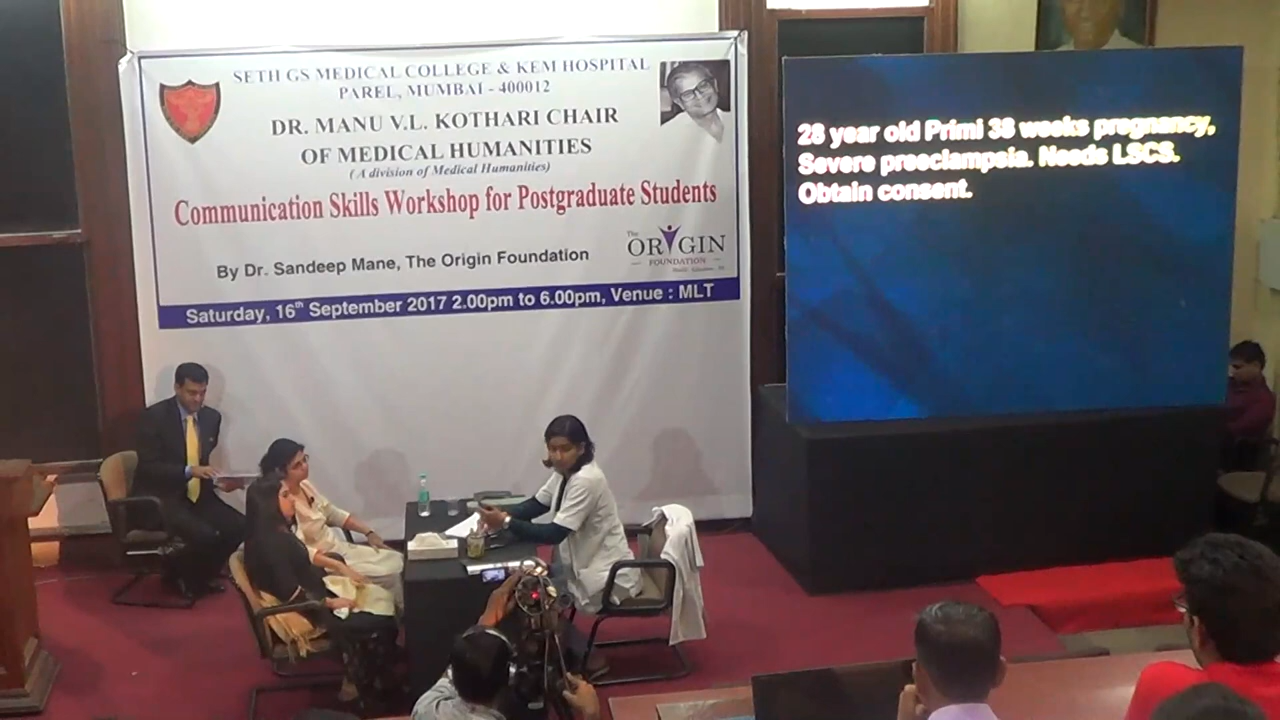 SETH GS MEDICAL COLLEGE & KEM HOSPITAL
PAREL, MUMBAI - 400012
DR. MANU V.L. KOTHARI CHAIR
OF MEDICAL HUMANITIES
(A division of Medical Humanities)
Communication Skills Workshop for Postgraduate Students
By Dr. Sandeep Mane, The Origin Foundation
The
ORIGIN
FOUNDATION
Saturday, 16th September 2017 2.00pm to 6.00pm, Venue : MLT
28 year old Primi 38 weeks pregnancy,
Severe preeclampsia. Needs LSCS.
Obtain consent.